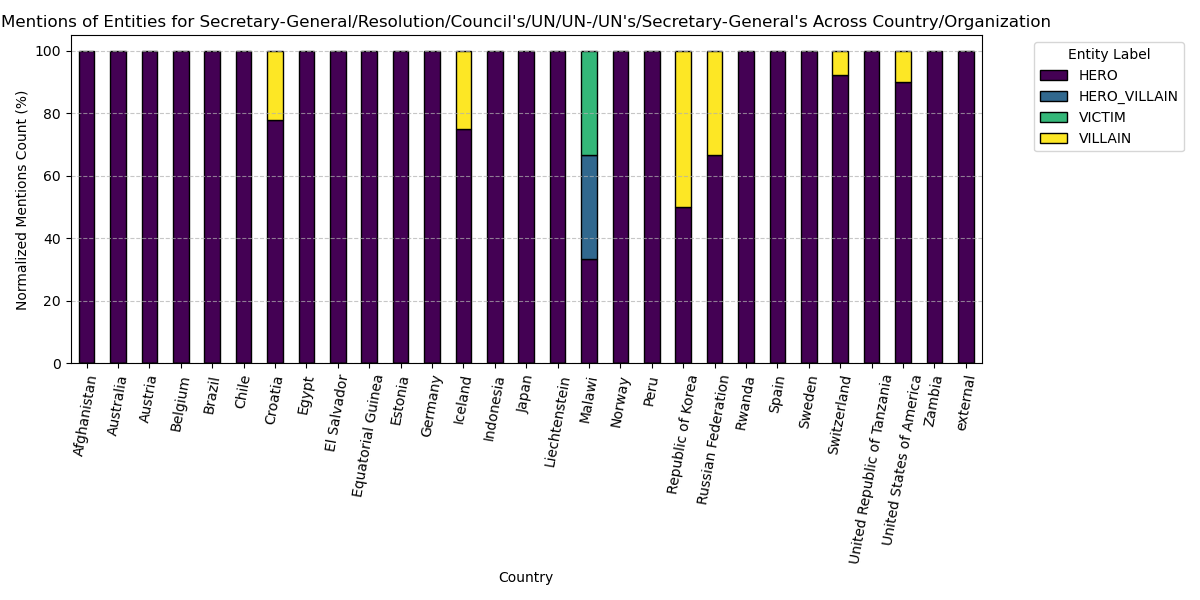 Mentions of Entities for Secretary-General/Resolution/Council's/UN/UN-/UN's/Secretary-General's Across Country/Organization
Normalized Mentions Count (%)
100
80
60
40
20
0
Entity Label
HERO
HERO_VILLAIN
VICTIM
VILLAIN
Afghanistan
Australia
Austria
Belgium
Brazil
Chile
Croatia
Egypt
El Salvador
Equatorial Guinea
Estonia
Germany
Iceland
Indonesia
Japan
Liechtenstein
Malawi
Norway
Peru
Republic of Korea
Russian Federation
Rwanda
Spain
Sweden
Switzerland
United Republic of Tanzania
United States of America
Zambia
external
Country